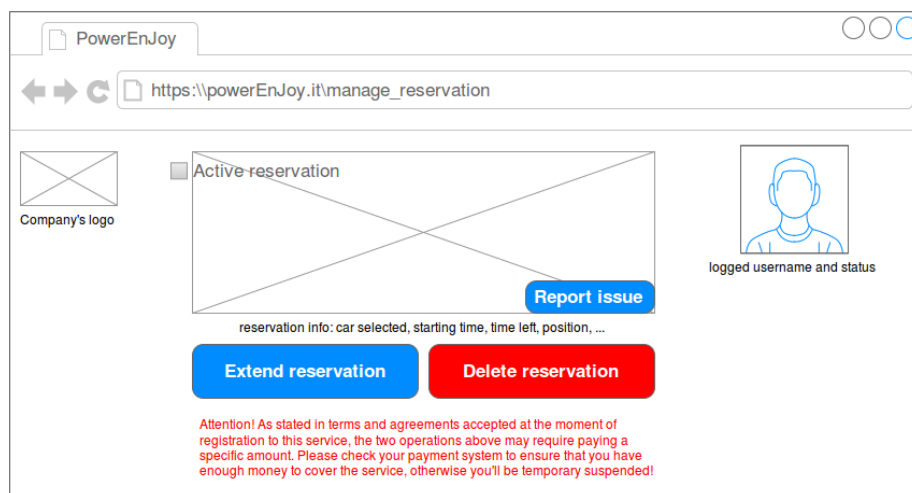 PowerEnJoy
https:\\powerEnJoy.it\manage_reservation
Active reservation
Company's logo
Report issue
logged username and status
reservation info: car selected, starting time, time left, position, ...
Extend reservation
Delete reservation
Attention! As stated in terms and agreements accepted at the moment of
registration to this service, the two operations above may require paying a
specific amount. Please check your payment system to ensure that you have
enough money to cover the service, otherwise you'll be temporary suspended!